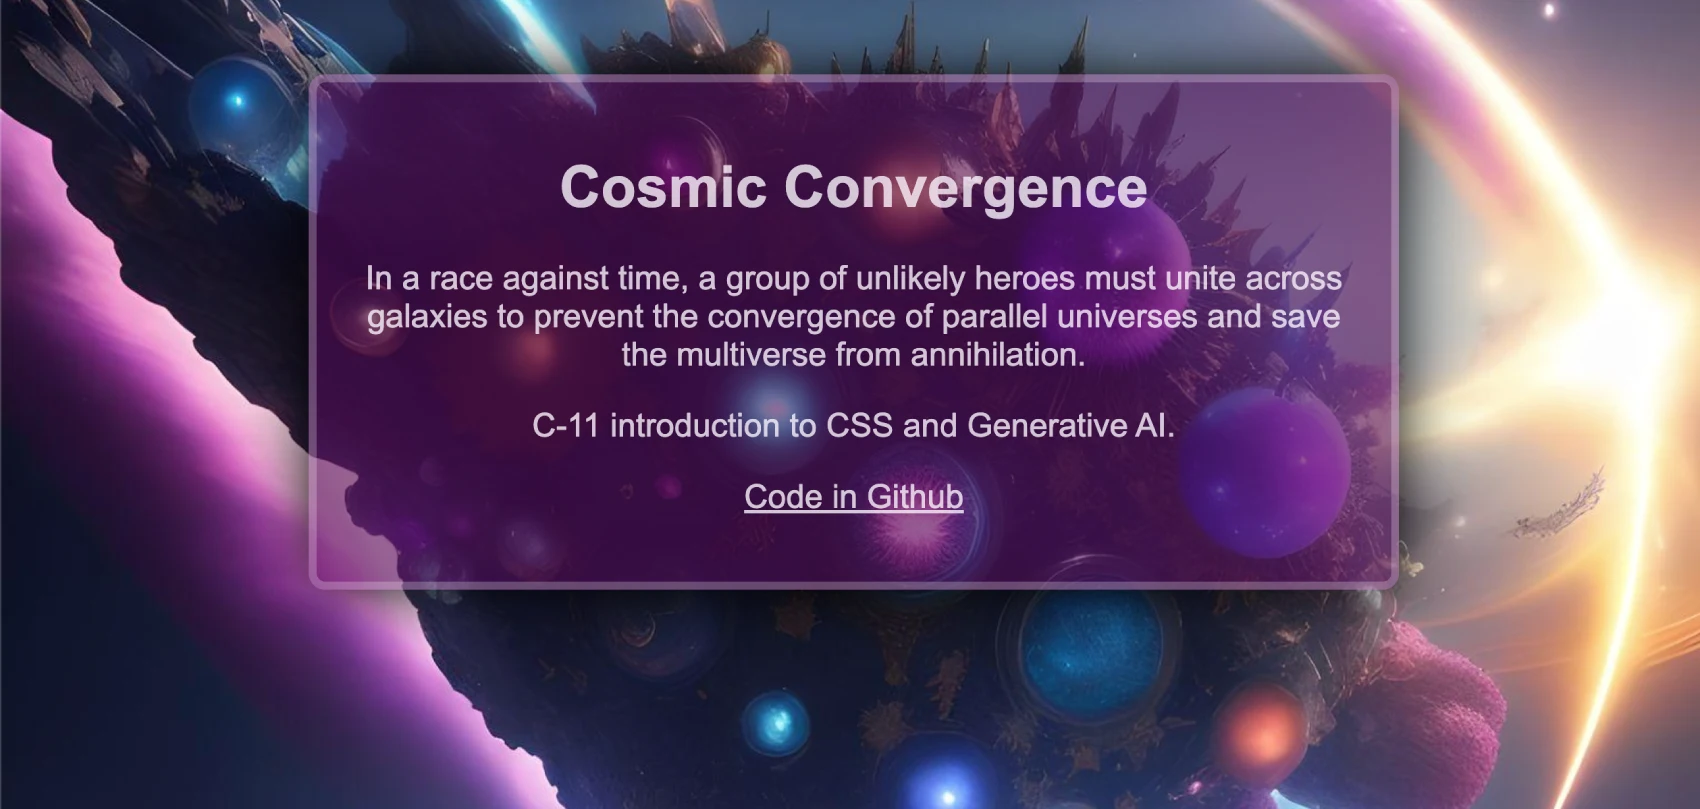 Cosmic Convergence
In a race against time, a group of unlikely heroes must unite across
galaxies to prevent the convergence of parallel universes and save
the multiverse from annihilation.
C-11 introduction to CSS and Generative AI.
Code in Github